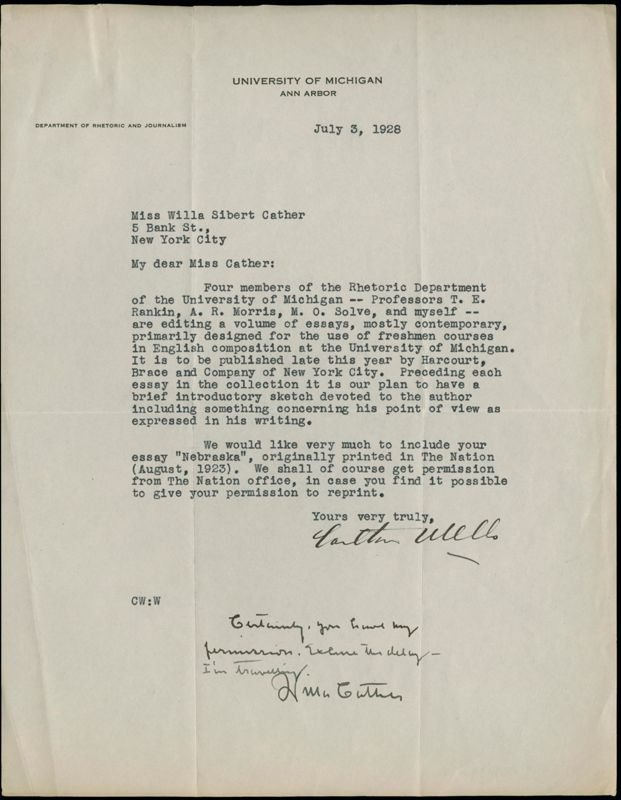 UNIVERSITY OF MICHIGAN
ANN ARBOR
DEPARTMENT OF RHETORIC AND JOURNALISM
July 3, 1928
Miss Willa Sibert Cather
5 Bank St.,
New York City
My dear Miss Cather:
Four members of the Rhetoric Department
of the University of Michigan -- Professors T. E.
Rankin, A. R. Morris, M. O. Solve, and myself --
are editing a volume of essays, mostly contemporary,
primarily designed for the use of freshmen courses
in English composition at the University of Michigan.
It is to be published late this year by Harcourt,
Brace and Company of New York City. Preceding each
essay in the collection it is our plan to have a
brief introductory sketch devoted to the author
including something concerning his point of view as
expressed in his writing.
We would like very much to include your
essay "Nebraska", originally printed in The Nation
(August, 1923). We shall of course get permission
from The Nation office, in case you find it possible
to give your permission to reprint.
Yours very truly,
Carlton Wells
CW:W
Certainly, you have my
permission. Excuse the delay—
I'm travelling.
Willa Cather